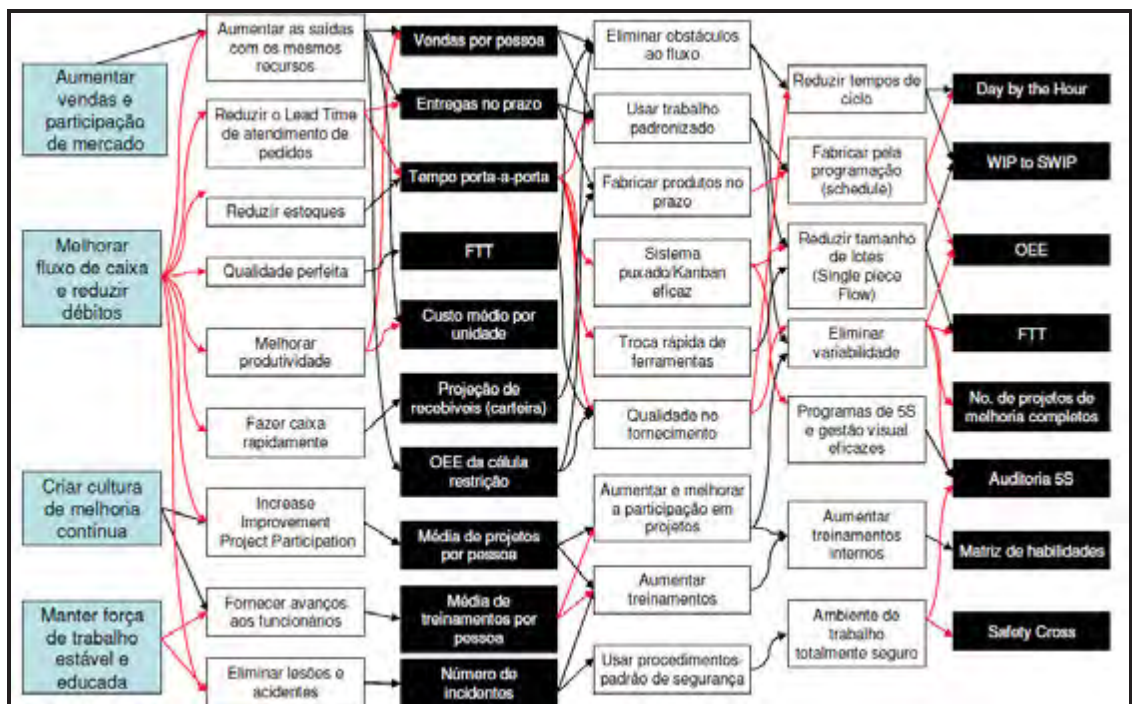 Aumentar
vendas e
participação
de mercado
Melhorar
fluxo de caixa
e reduzir
débitos
Criar cultura
de melhoria
contínua
Manter força
de trabalho
estável e
educada
Aumentar as saídas
com os mesmos
recursos
Reduzir o Lead Time
de atendimento de
pedidos
Reduzir estoques
Qualidade perfeita
Melhorar
produtividade
Fazer caixa
rapidamente
Increase
Improvement
Project Participation
Fornecer avanços
aos funcionários
Eliminar lesões e
acidentes
Vendas por pessoa
Entregas no prazo
Tempo porta-a-porta
FTT
Custo médio por
unidade
Projeção de
recebíveis (carteira)
OEE da célula
restrição
Média de projetos
por pessoa
Média de
treinamentos por
pessoa
Número de
incidentes
Eliminar obstáculos
ao fluxo
Usar trabalho
padronizado
Fabricar produtos no
prazo
Sistema
puxado/Kanban
eficaz
Troca rápida de
ferramentas
Qualidade no
fornecimento
Aumentar e melhorar
a participação em
projetos
Aumentar
treinamentos
Usar procedimentos-
padrão de segurança
Reduzir tempos de
ciclo
Fabricar pela
programação
(schedule)
Reduzir tamanho
de lotes
(Single piece
Flow)
Eliminar
variabilidade
Programas de 5S
e gestão visual
eficazes
Aumentar
treinamentos
internos
Ambiente de
trabalho
totalmente seguro
Day by the Hour
WIP to SWIP
OEE
FTT
No. de projetos de
melhoria completos
Auditoria 5S
Matriz de habilidades
Safety Cross